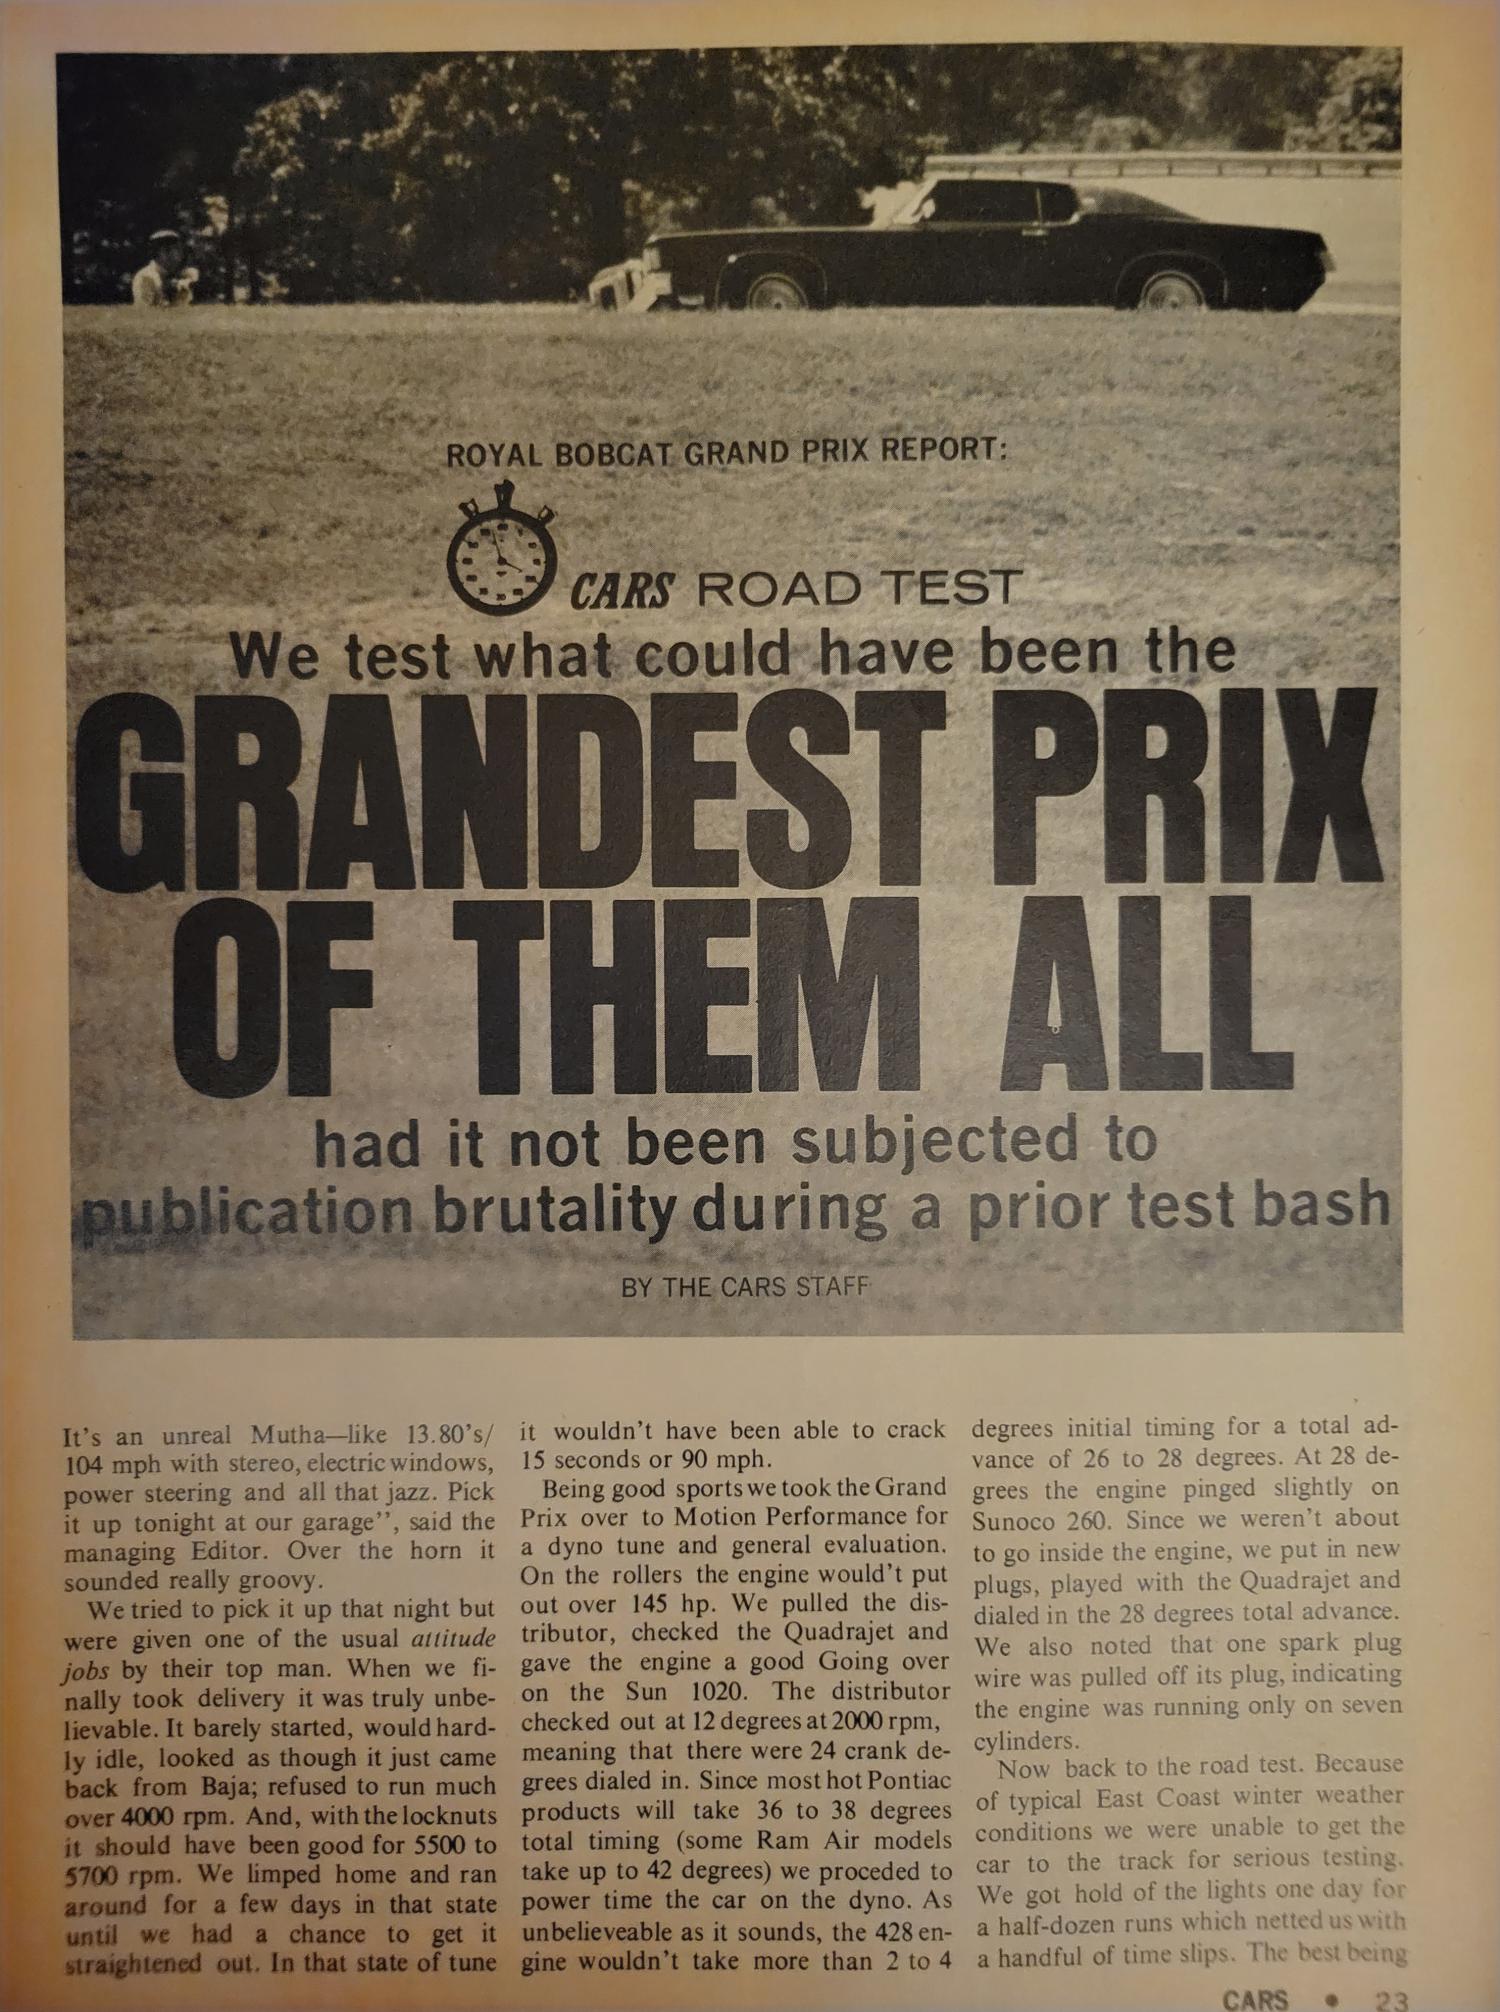 ROYAL BOBCAT GRAND PRIX REPORT:
CARS ROAD TEST
We test what could have been the
GRANDEST PRIX
OF THEM ALL
had it not been subjected to
publication brutality during a prior test bash
BY THE CARS STAFF
It's an unreal Mutha—like 13.80's/
104 mph with stereo, electric windows,
power steering and all that jazz. Pick
it up tonight at our garage'', said the
managing Editor. Over the horn it
sounded really groovy.
We tried to pick it up that night but
were given one of the usual attitude
jobs by their top man. When we fi-
nally took delivery it was truly unbe-
lievable. It barely started, would hard-
ly idle, looked as though it just came
back from Baja; refused to run much
over 4000 rpm. And, with the locknuts
it should have been good for 5500 to
5700 rpm. We limped home and ran
around for a few days in that state
until we had a chance to get it
straightened out. In that state of tune
it wouldn't have been able to crack
15 seconds or 90 mph.
Being good sports we took the Grand
Prix over to Motion Performance for
a dyno tune and general evaluation.
On the rollers the engine would't put
out over 145 hp. We pulled the dis-
tributor, checked the Quadrajet and
gave the engine a good Going over
on the Sun 1020. The distributor
checked out at 12 degrees at 2000 rpm,
meaning that there were 24 crank de-
grees dialed in. Since most hot Pontiac
products will take 36 to 38 degrees
total timing (some Ram Air models
take up to 42 degrees) we proceded to
power time the car on the dyno. As
unbelieveable as it sounds, the 428 en-
gine wouldn't take more than 2 to 4
degrees initial timing for a total ad-
vance of 26 to 28 degrees. At 28 de-
grees the engine pinged slightly on
Sunoco 260. Since we weren't about
to go inside the engine, we put in new
plugs, played with the Quadrajet and
dialed in the 28 degrees total advance.
We also noted that one spark plug
wire was pulled off its plug, indicating
the engine was running only on seven
cylinders.
Now back to the road test. Because
of typical East Coast winter weather
conditions we were unable to get the
car to the track for serious testing.
We got hold of the lights one day for
a half-dozen runs which netted us with
a handful of time slips. The best being
CARS • 23